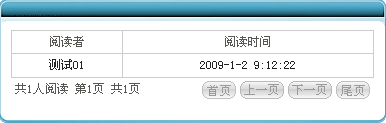 阅读者 阅读时间
测试01 2009-1-2 9:12:22
共1人阅读 第1页 共1页 首页 上一页 下一页 尾页